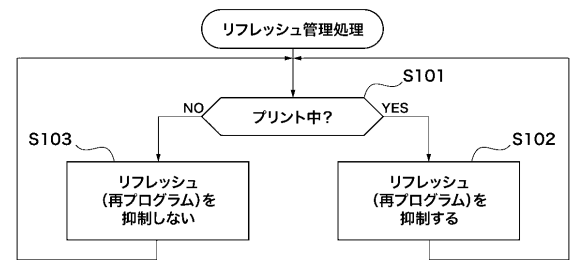 リフレッシュ管理処理
S101
プリント中?
NO
YES
S103
S102
リフレッシュ
(再プログラム)を
抑制しない
リフレッシュ
(再プログラム)を
抑制する